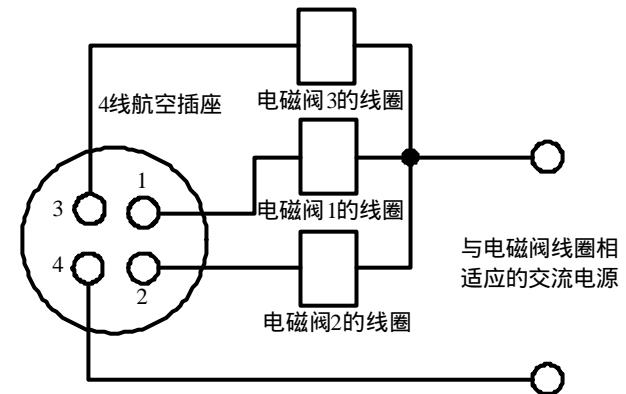 电磁阀3的线圈
4线航空插座
电磁阀1的线圈
1
3
4
2
电磁阀2的线圈
与电磁阀线圈相
适应的交流电源